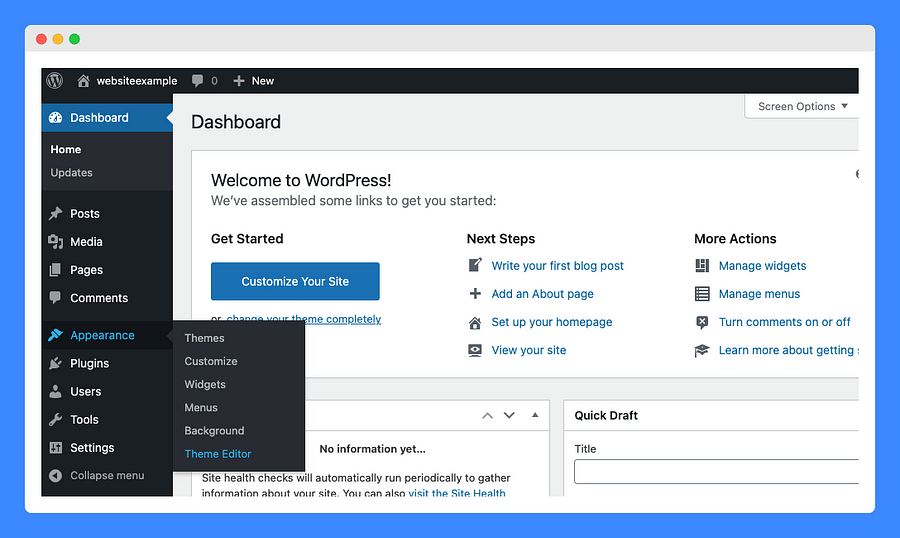 websiteexample 0 New
Screen Options
Dashboard
Home
Updates
Posts
Media
Pages
Comments
Appearance
Plugins
Users
Tools
Settings
Collapse menu
Themes
Customize
Widgets
Menus
Background
Theme Editor
Dashboard
Welcome to WordPress!
We've assembled some links to get you started:
Get Started
Customize Your Site
or, change your theme completely
Next Steps
Write your first blog post
Add an About page
Set up your homepage
View your site
More Actions
Manage widgets
Manage menus
Turn comments on or off
Learn more about getting
No information yet...
Site health checks will automatically run periodically to gather
information about your site. You can also visit the Site Health
Quick Draft
Title